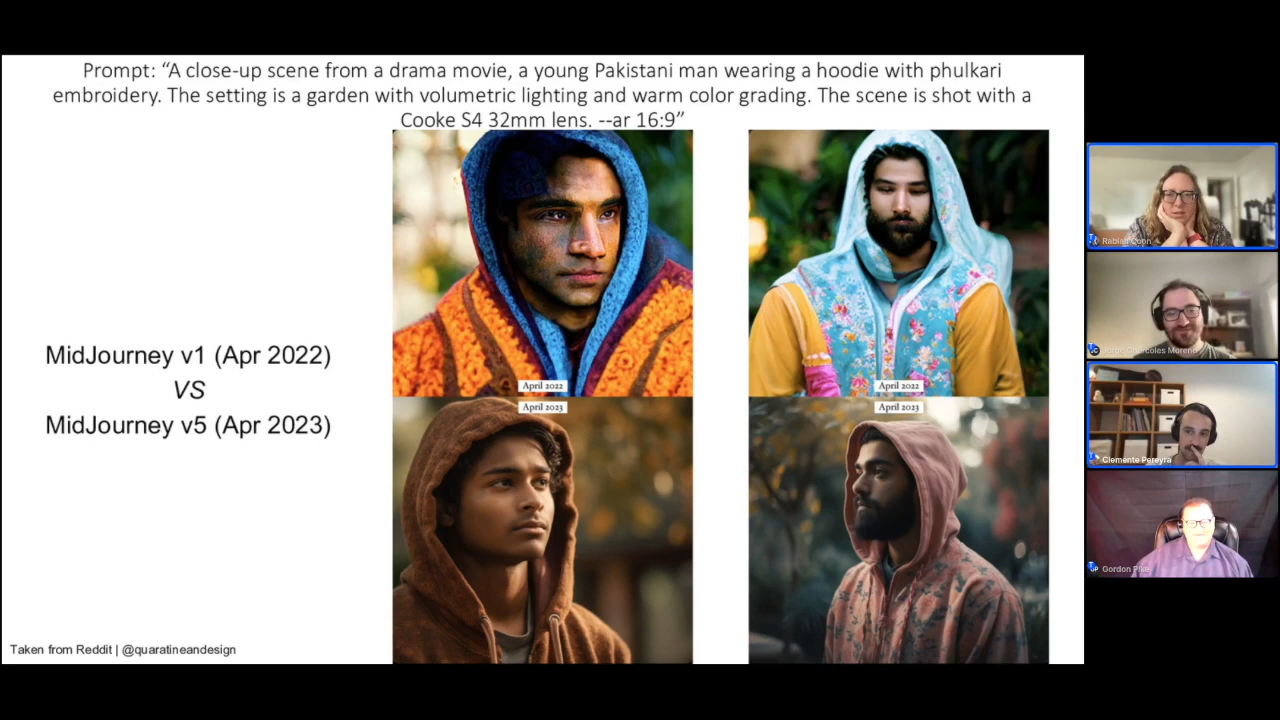 Prompt: “A close-up scene from a drama movie, a young Pakistani man wearing a hoodie with phulkari
embroidery. The setting is a garden with volumetric lighting and warm color grading. The scene is shot with a
Cooke S4 32mm lens. --ar 16:9”
MidJourney v1 (Apr 2022)
VS
MidJourney v5 (Apr 2023)
April 2022
April 2022
April 2023
April 2023
Taken from Reddit | @quaratineandesign
Clemente Pereyra
Gordon Pike